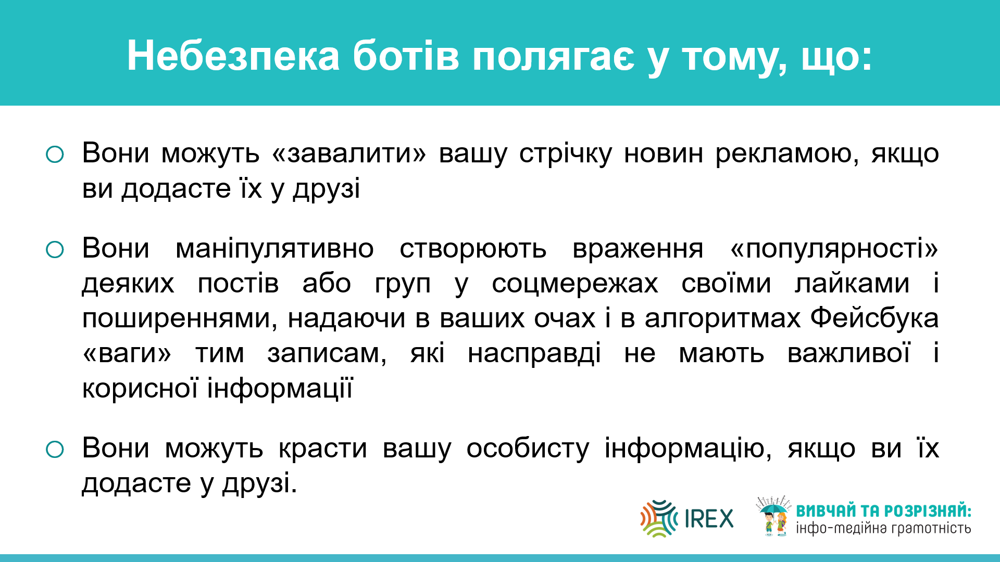 Небезпека ботів полягає у тому, що:
Вони можуть «завалити» вашу стрічку новин рекламою, якщо
ви додасте їх у друзі
Вони маніпулятивно створюють враження «популярності»
деяких постів або груп у соцмережах своїми лайками і
поширеннями, надаючи в ваших очах і в алгоритмах Фейсбука
«ваги» тим записам, які насправді не мають важливої і
корисної інформації
Вони можуть красти вашу особисту інформацію, якщо ви їх
додасте у друзі.
IREX
ВИВЧАЙ ТА РОЗРІЗНЯЙ:
інфо-медійна грамотність